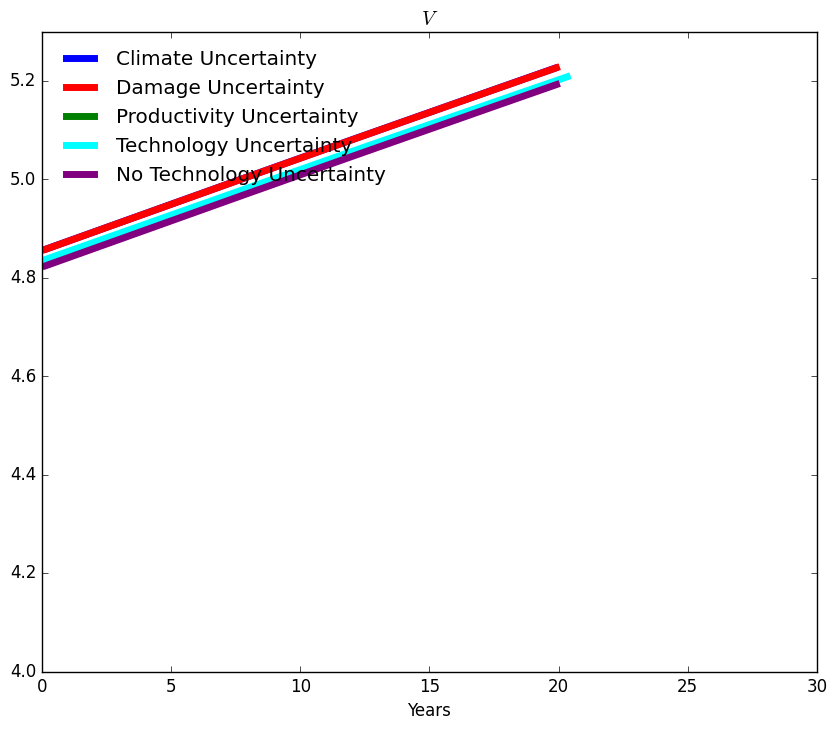 V
Climate Uncertainty
Damage Uncertainty
Productivity Uncertainty
Technology Uncertainty
No Technology Uncertainty
5.2
5.0
4.8
4.6
4.4
4.2
4.0
0 5 10 15 20 25 30
Years